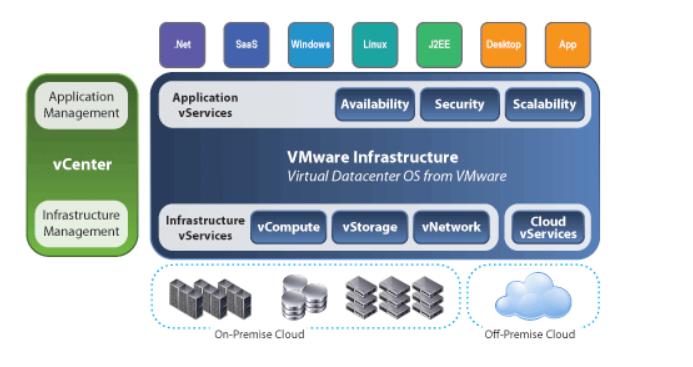 .Net
SaaS
Windows
Linux
J2EE
Desktop
App
Application
Management
vCenter
Infrastructure
Management
Application
vServices
Availability
Security
Scalability
VMware Infrastructure
Virtual Datacenter OS from VMware
Infrastructure
vServices
vCompute
vStorage
vNetwork
Cloud
vServices
On-Premise Cloud
Off-Premise Cloud